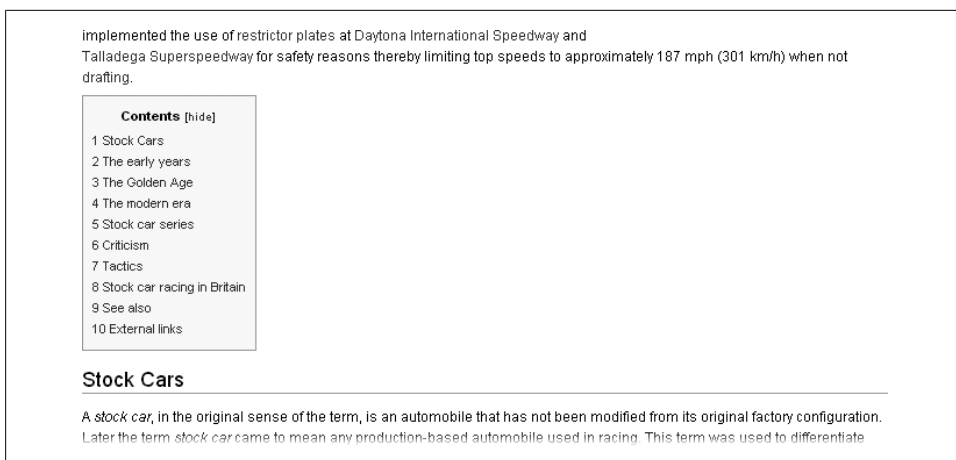 implemented the use of restrictor plates at Daytona International Speedway and
Talladega Superspeedway for safety reasons thereby limiting top speeds to approximately 187 mph (301 km/h) when not
drafting.
Contents [hide]
1 Stock Cars
2 The early years
3 The Golden Age
4 The modern era
5 Stock car series
6 Criticism
7 Tactics
8 Stock car racing in Britain
9 See also
10 External links
Stock Cars
A stock car, in the original sense of the term, is an automobile that has not been modified from its original factory configuration.
Later the term stock car came to mean any production-based automobile used in racing. This term was used to differentiate